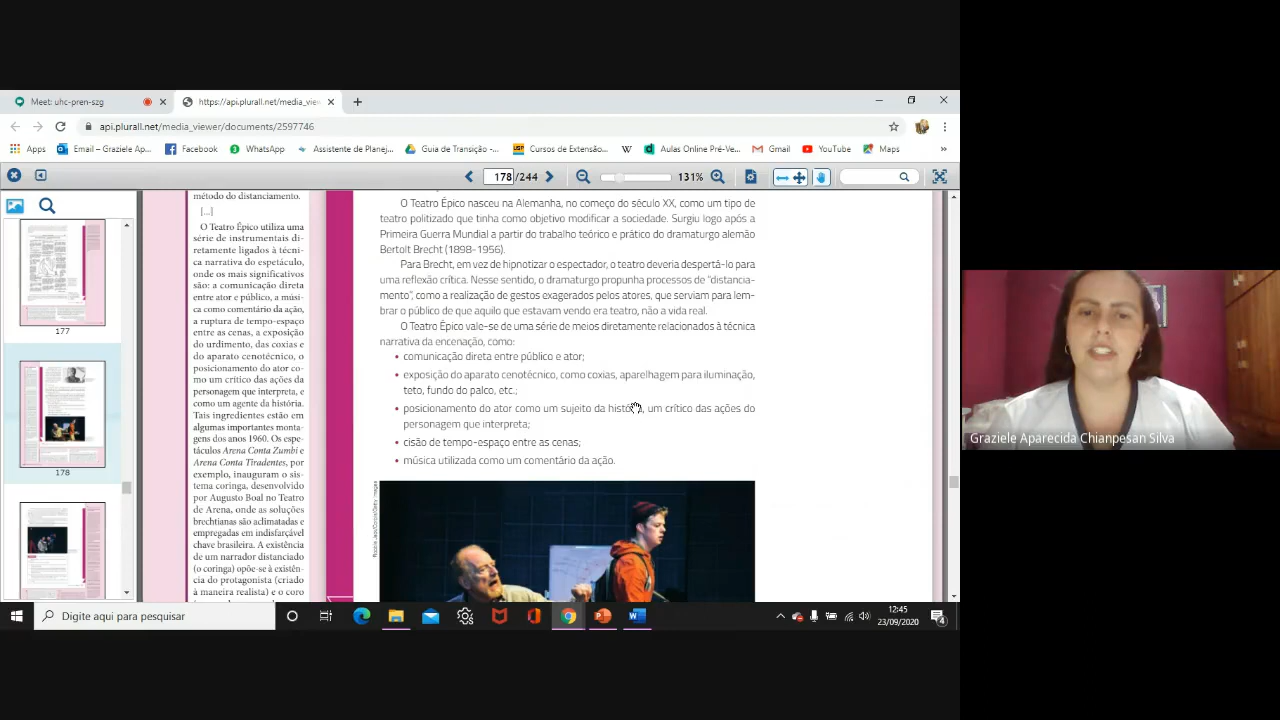 Meet: uhc-pren-szg
https://api.plurall.net/media_vie
api.plurall.net/media_viewer/documents/2597746
Apps
Email – Graziele Ap...
Facebook
WhatsApp
Assistente de Planej...
Guia de Transição -...
USP Cursos de Extensão...
W
Aulas Online Pré-Ve...
Gmail
YouTube
Maps
»
178 /244
131%
177
178
método do distanciamento.
[...]
O Teatro Épico utiliza uma
série de instrumentais di-
retamente ligados à técni-
ca narrativa do espetáculo,
onde os mais significativos
são: a comunicação direta
entre ator e público, a músi-
ca como comentário da ação,
a ruptura de tempo-espaço
entre as cenas, a exposição
do urdimento, das coxias e
do aparato cenotécnico, o
posicionamento do ator co-
mo um crítico das ações da
personagem que interpreta, e
como um agente da história.
Tais ingredientes estão em
algumas importantes monta-
gens dos anos 1960. Os espe-
táculos Arena Conta Zumbi e
Arena Conta Tiradentes, por
exemplo, inauguram o sis-
tema coringa, desenvolvido
por Augusto Boal no Teatro
de Arena, onde as soluções
brechtianas são aclimatadas e
empregadas em indisfarçável
chave brasileira. A existência
de um narrador distanciado
(o coringa) opõe-se à existên-
cia do protagonista (criado
à maneira realista) e o coro
O Teatro Épico nasceu na Alemanha, no começo do século XX, como um tipo de
teatro politizado que tinha como objetivo modificar a sociedade. Surgiu logo após a
Primeira Guerra Mundial a partir do trabalho teórico e prático do dramaturgo alemão
Bertolt Brecht (1898-1956).
Para Brecht, em vez de hipnotizar o espectador, o teatro deveria despertá-lo para
uma reflexão crítica. Nesse sentido, o dramaturgo propunha processos de "distancia-
mento", como a realização de gestos exagerados pelos atores, que serviam para lem-
brar o público de que aquilo que estavam vendo era teatro, não a vida real.
O Teatro Épico vale-se de uma série de meios diretamente relacionados à técnica
narrativa da encenação, como:
• comunicação direta entre público e ator;
• exposição do aparato cenotécnico, como coxias, aparelhagem para iluminação,
teto, fundo do palco, etc.;
• posicionamento do ator como um sujeito da história, um crítico das ações do
personagem que interpreta;
• cisão de tempo-espaço entre as cenas;
• música utilizada como um comentário da ação.
Graziele Aparecida Chianpesan Silva
Digite aqui para pesquisar
12:45
23/09/2020
4